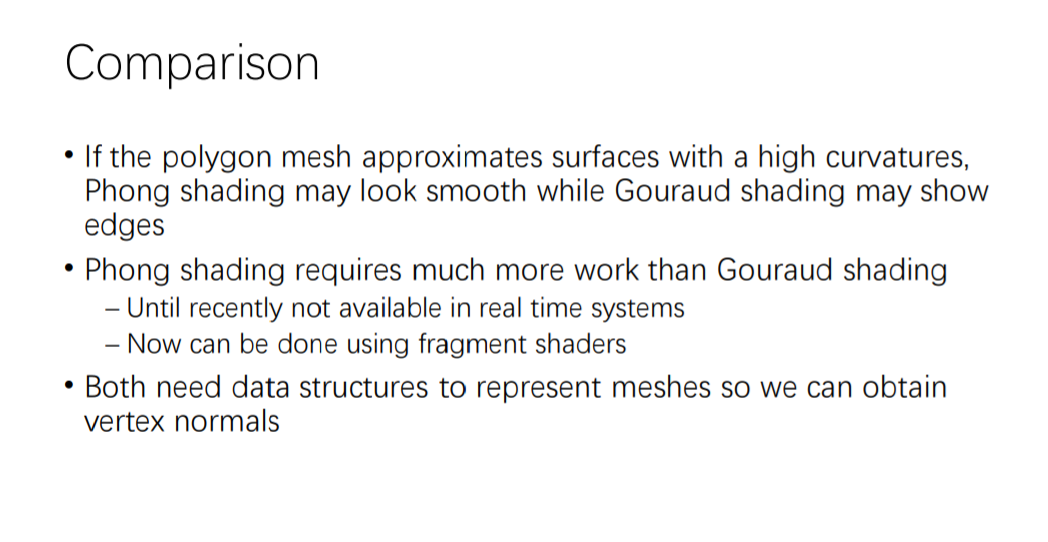 Comparison
• If the polygon mesh approximates surfaces with a high curvatures,
Phong shading may look smooth while Gouraud shading may show
edges
• Phong shading requires much more work than Gouraud shading
– Until recently not available in real time systems
– Now can be done using fragment shaders
• Both need data structures to represent meshes so we can obtain
vertex normals